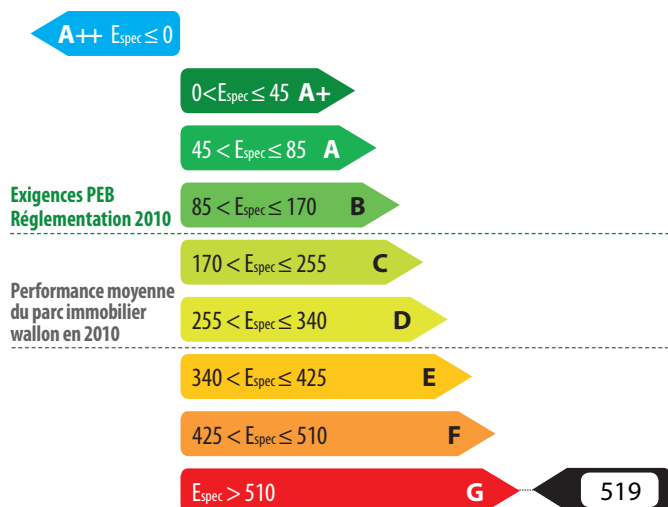 A++ Espec ≤ 0
0<Espec ≤ 45 A+
45 < Espec ≤ 85 A
Exigences PEB
Réglementation 2010
85 < Espec ≤ 170 B
170 < Espec ≤ 255 C
Performance moyenne
du parc immobilier
wallon en 2010
255 < Espec ≤ 340 D
340 < Espec ≤ 425 E
425 < Espec ≤ 510 F
Espec > 510 G 519